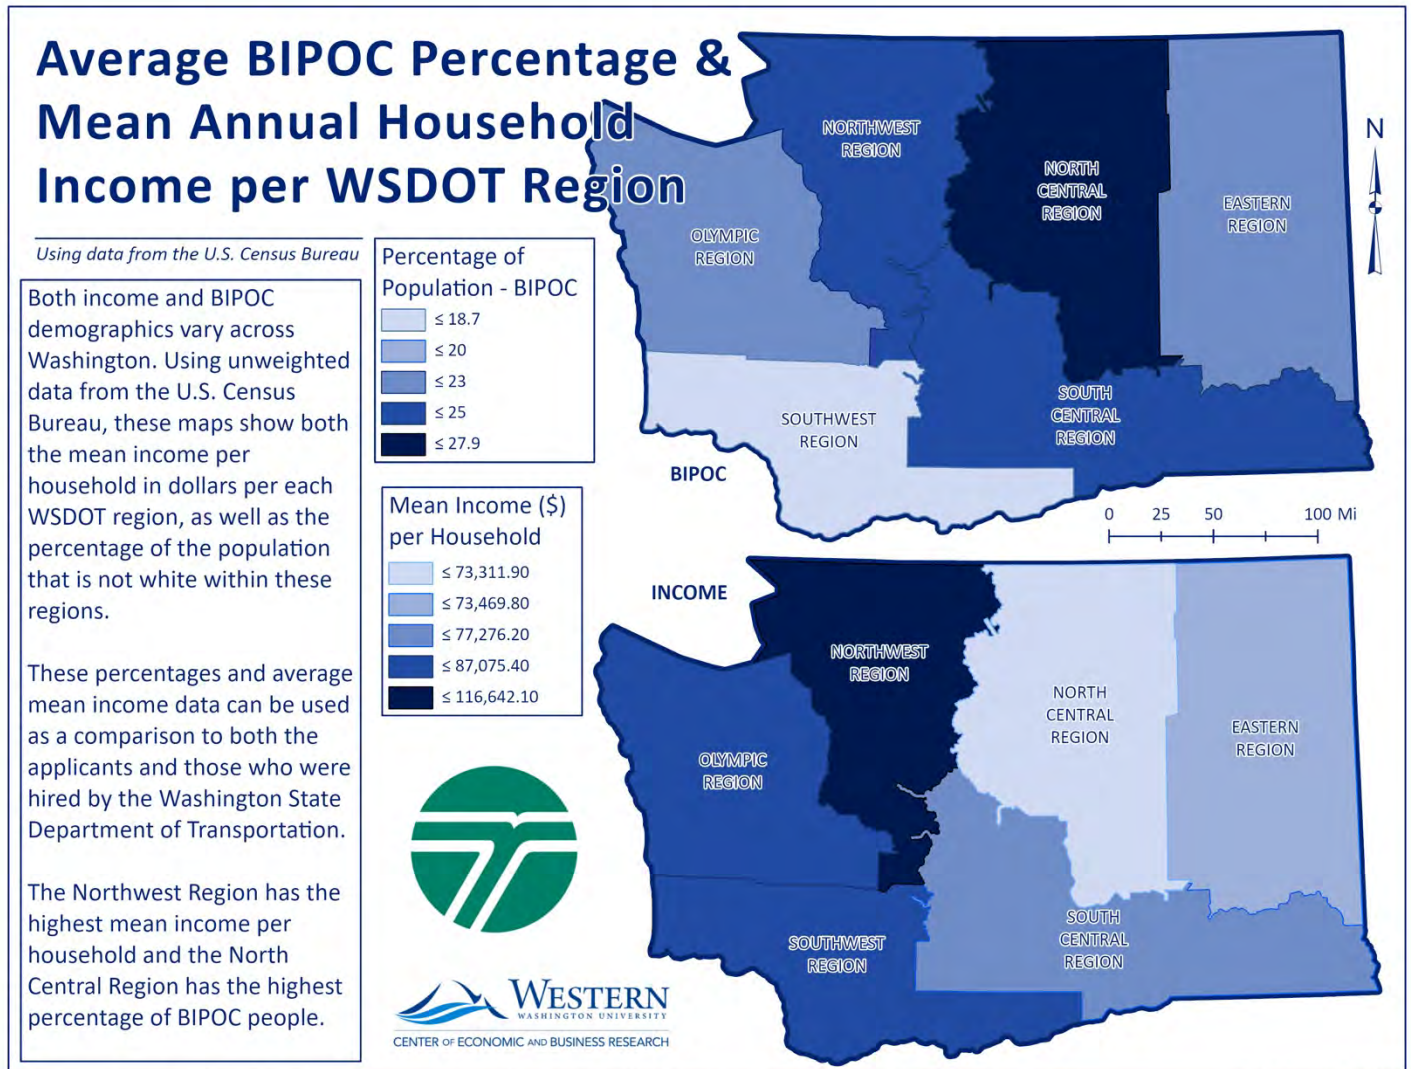 Average BIPOC Percentage &
Mean Annual Household
Income per WSDOT Region
Using data from the U.S. Census Bureau
Both income and BIPOC
demographics vary across
Washington. Using unweighted
data from the U.S. Census
Bureau, these maps show both
the mean income per
household in dollars per each
WSDOT region, as well as the
percentage of the population
that is not white within these
regions.
These percentages and average
mean income data can be used
as a comparison to both the
applicants and those who were
hired by the Washington State
Department of Transportation.
The Northwest Region has the
highest mean income per
household and the North
Central Region has the highest
percentage of BIPOC people.
Percentage of
Population - BIPOC
≤ 18.7
≤ 20
≤ 23
≤ 25
≤ 27.9
Mean Income ($)
per Household
≤ 73,311.90
≤ 73,469.80
≤ 77,276.20
≤ 87,075.40
≤ 116,642.10
WESTERN
WASHINGTON UNIVERSITY
CENTER OF ECONOMIC AND BUSINESS RESEARCH
NORTHWEST
REGION
NORTH
CENTRAL
REGION
EASTERN
REGION
OLYMPIC
REGION
SOUTHWEST
REGION
SOUTH
CENTRAL
REGION
BIPOC
N
0 25 50 100 Mi
INCOME
NORTHWEST
REGION
NORTH
CENTRAL
REGION
EASTERN
REGION
OLYMPIC
REGION
SOUTHWEST
REGION
SOUTH
CENTRAL
REGION